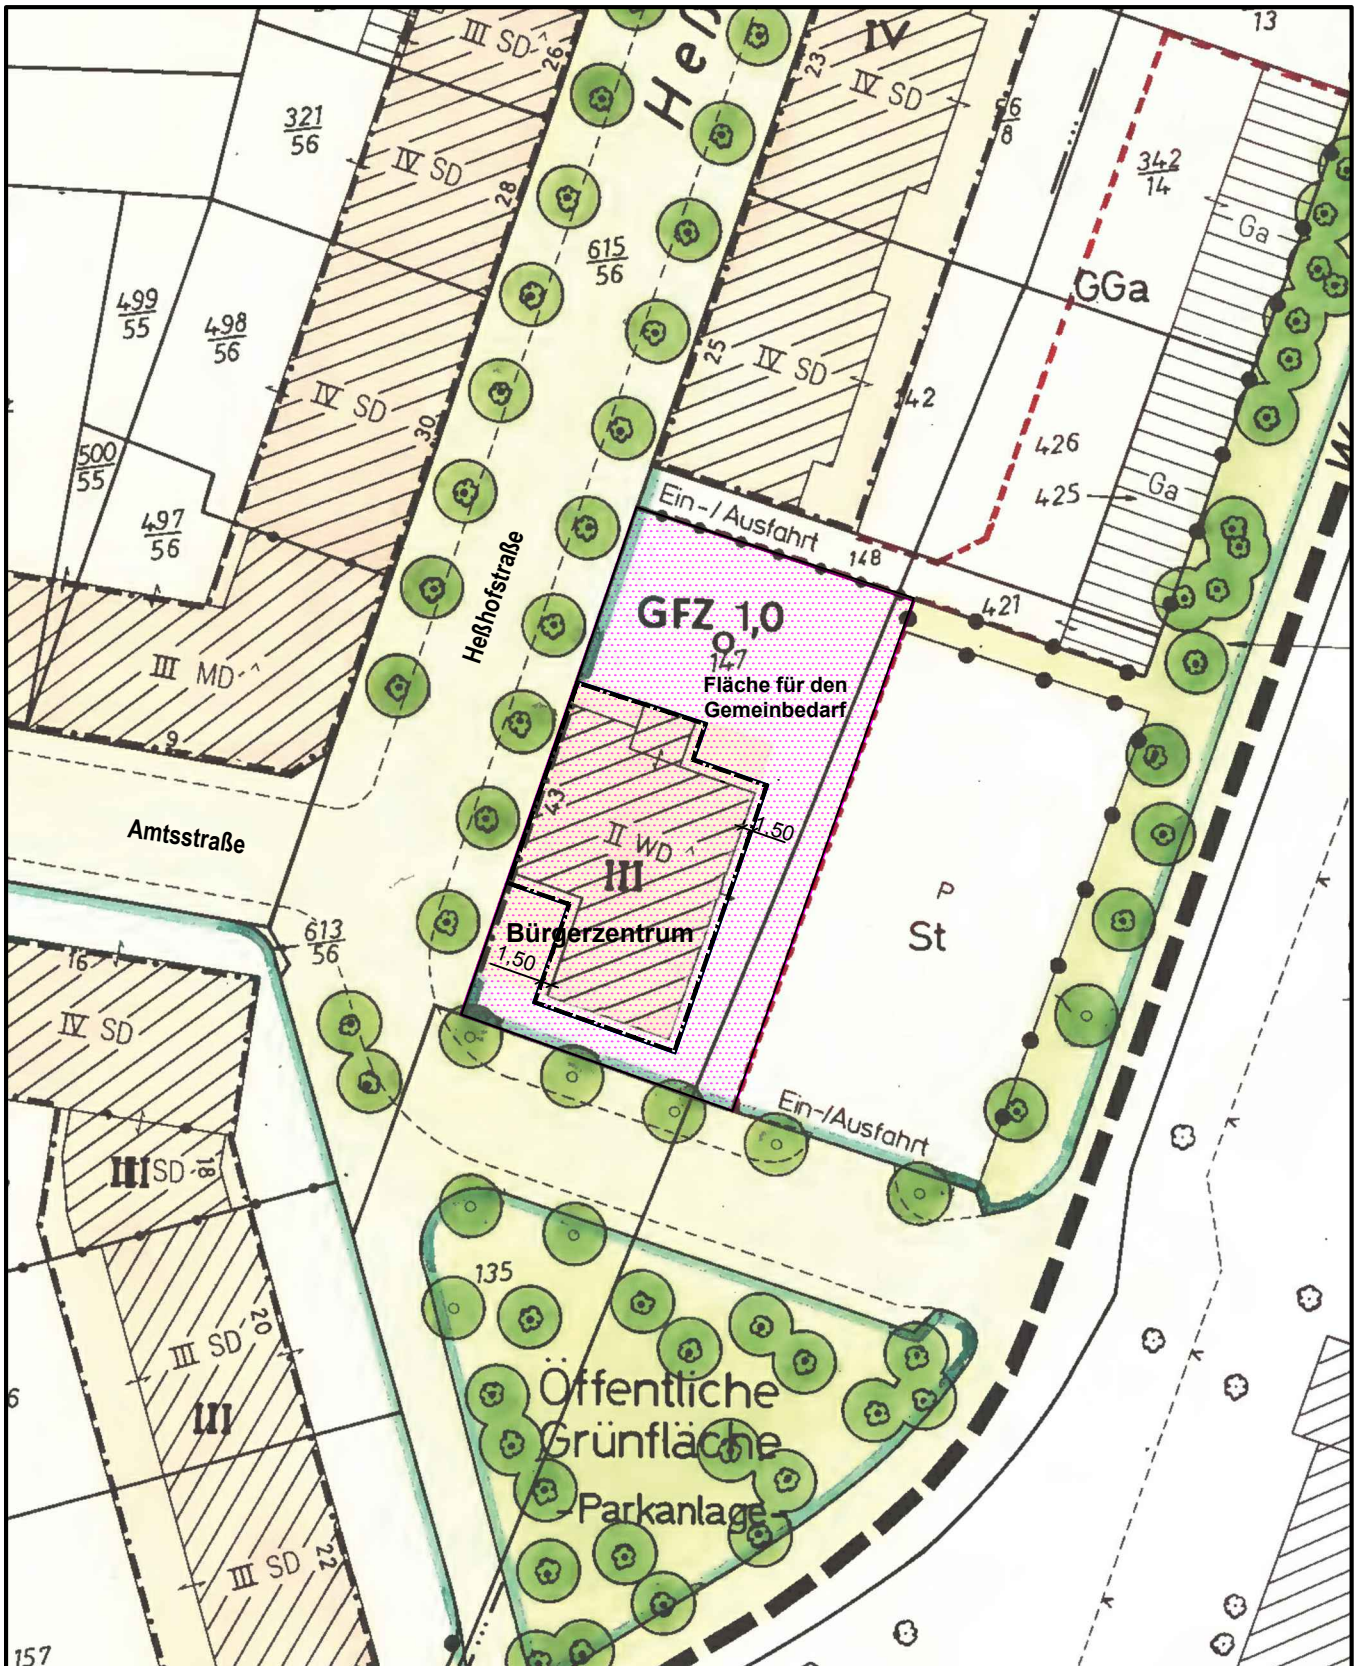 13
III SD
26
Heß
23
IV
IV SD
56
8
321
56
IV SD
28
342
14
Ga
615
56
GGa
499
55
498
56
IV SD
30
25
IV SD
142
426
425
Ga
500
55
497
56
Ein-/Ausfahrt
148
421
Heßhofstraße
GFZ 1,0
o
147
Fläche für den
Gemeinbedarf
III MD
9
43
II WD
III
1.50
Amtsstraße
P
St
613
56
Bürgerzentrum
1.50
16
IV SD
Ein-/Ausfahrt
III SD
18
135
20
III SD
III
Öffentliche
Grünfläche
-Parkanlage-
III SD
22
157